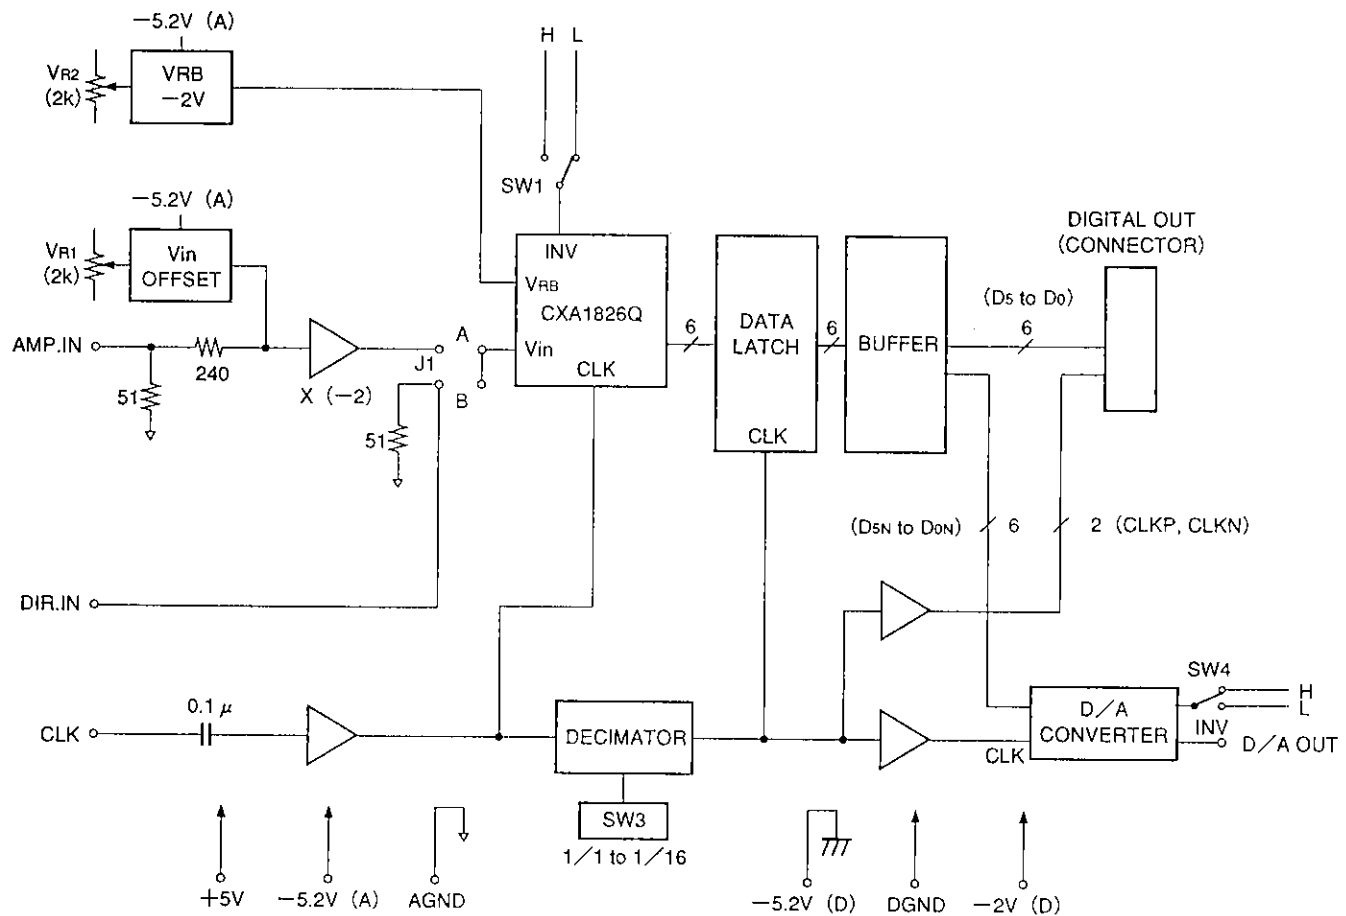 −5.2V (A)
H L
VR2
(2k)
VRB
−2V
SW1
−5.2V (A)
VR1
(2k)
Vin
OFFSET
INV
VRB
CXA1826Q
Vin
CLK
DIGITAL OUT
(CONNECTOR)
(D5 to D0)
6
6
6
DATA
LATCH
CLK
BUFFER
AMP.IN
240
51
X (−2)
J1
A
B
51
(D5N to D0N)
6
2 (CLKP, CLKN)
DIR.IN
CLK
0.1 μ
DECIMATOR
SW3
1/1 to 1/16
D/A
CONVERTER
CLK
SW4
H
L
INV
D/A OUT
+5V
−5.2V (A)
AGND
−5.2V (D)
DGND
−2V (D)